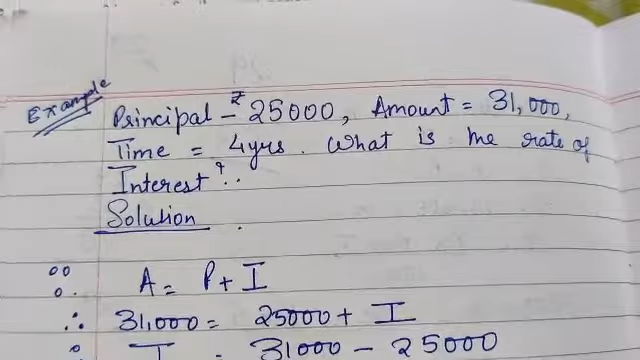 Example
Principal - ₹ 25000, Amount = 31,000,
Time = 4yrs. What is the rate of
Interest?
Solution.
∵ A = P + I
∴ 31,000 = 25000 + I
∴ I = 31000 - 25000